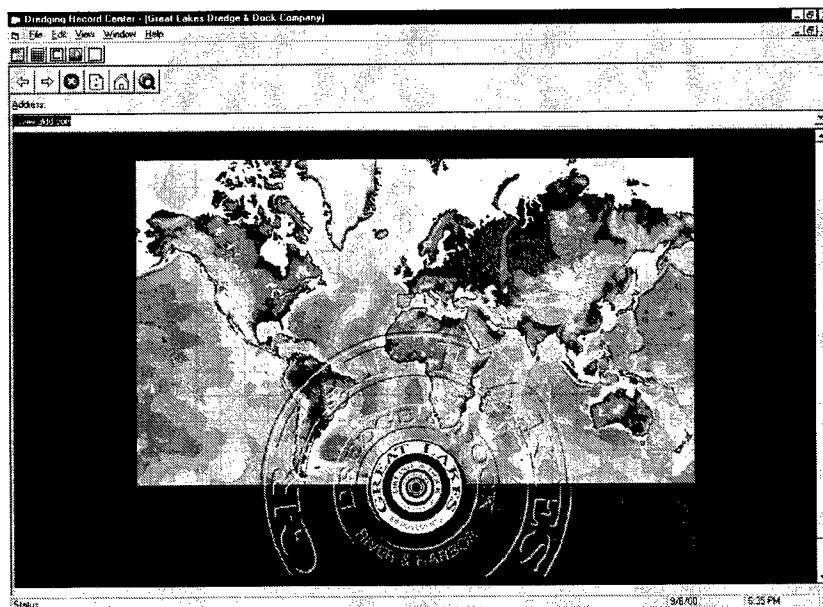 Dredging Record Center - [Great Lakes Dredge & Dock Company]
File Edit View Window Help
Address:
GREAT LAKES
RIVER & HARBOR
Status
9/6/00
6:35 PM